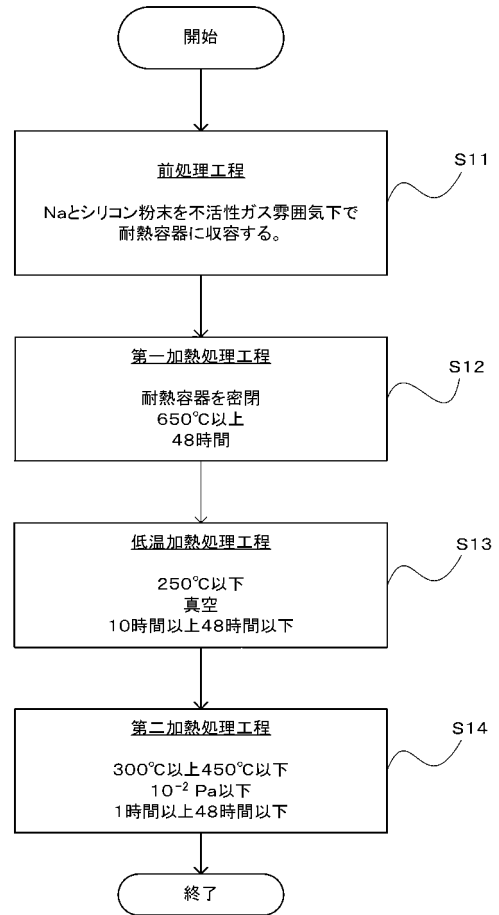 開始
前処理工程
S11
Naとシリコン粉末を不活性ガス雰囲気下で
耐熱容器に収容する。
第一加熱処理工程
S12
耐熱容器を密閉
650℃以上
48時間
低温加熱処理工程
S13
250℃以下
真空
10時間以上48時間以下
第二加熱処理工程
S14
300℃以上450℃以下
10⁻² Pa以下
1時間以上48時間以下
終了